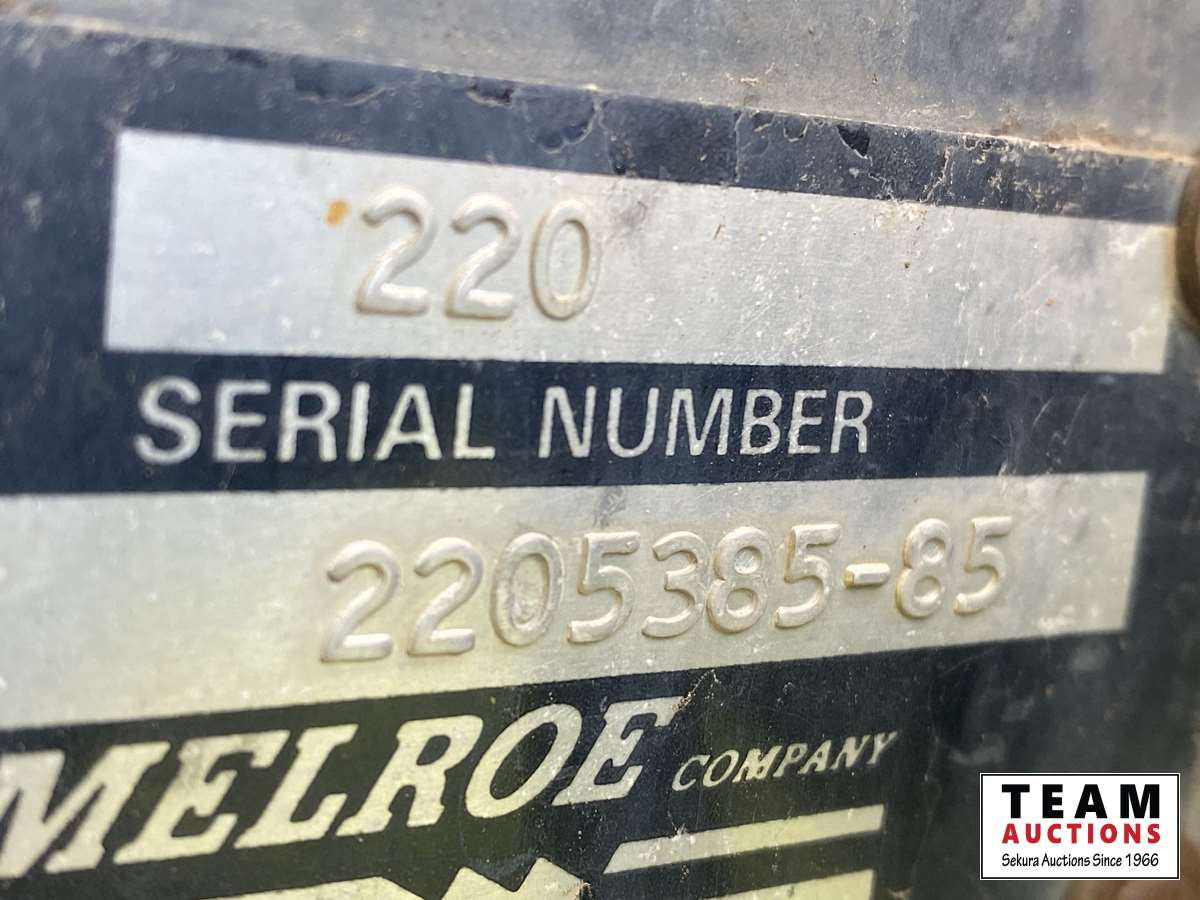 220
SERIAL NUMBER
2205385-85
MELROE COMPANY
TEAM
AUCTIONS
Sekura Auctions Since 1966